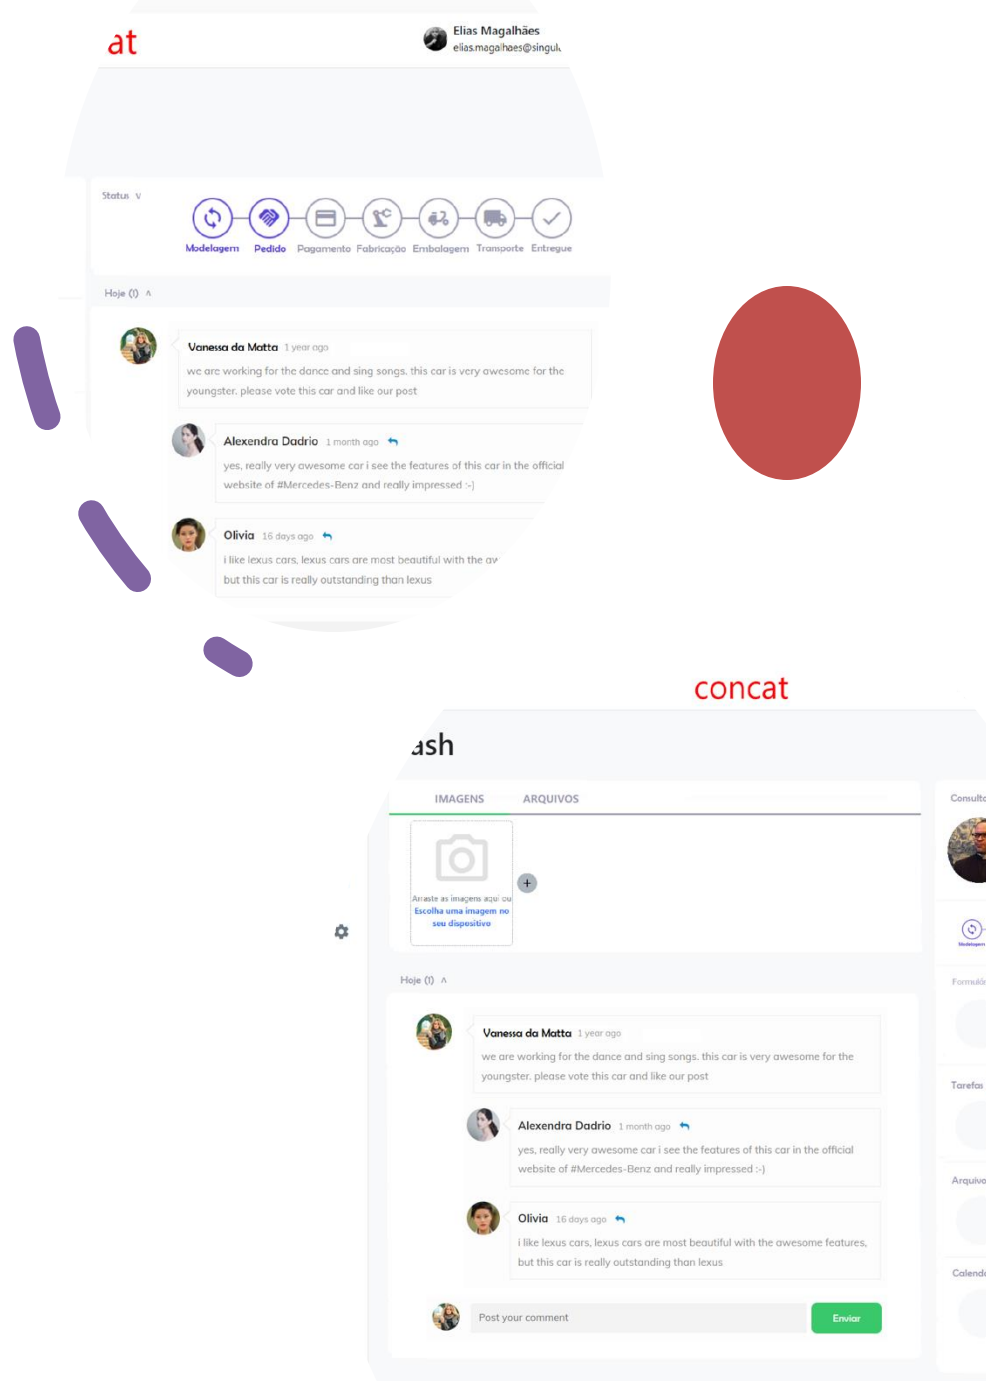 at
Elias Magalhães
elias.magalhaes@singul
Status
Modelagem Pedido Pagamento Fabricação Embalagem Transporte Entregue
Hoje (1)
Vanessa da Matta 1 year ago
we are working for the dance and sing songs. this car is very awesome for the
youngster. please vote this car and like our post
Alexendra Dadrio 1 month ago
yes, really very awesome car i see the features of this car in the official
website of #Mercedes-Benz and really impressed :-)
Olivia 16 days ago
i like lexus cars, lexus cars are most beautiful with the aw
but this car is really outstanding than lexus
concat
ash
IMAGENS ARQUIVOS
Arraste as imagens aqui ou
Escolha uma imagem no
seu dispositivo
Consulto
Modelagem
Formulár
Tarefas
Arquivo
Calenda
Hoje (1)
Vanessa da Matta 1 year ago
we are working for the dance and sing songs. this car is very awesome for the
youngster. please vote this car and like our post
Alexendra Dadrio 1 month ago
yes, really very awesome car i see the features of this car in the official
website of #Mercedes-Benz and really impressed :-)
Olivia 16 days ago
i like lexus cars, lexus cars are most beautiful with the awesome features,
but this car is really outstanding than lexus
Post your comment
Enviar